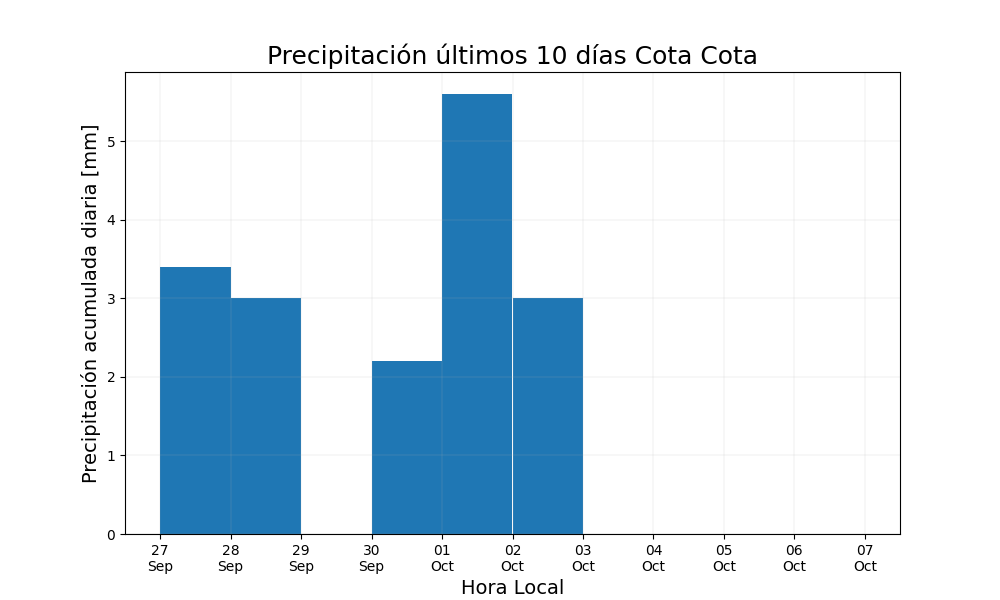 Precipitación últimos 10 días Cota Cota
Precipitación acumulada diaria [mm]
5
4
3
2
1
0
27 28 29 30 01 02 03 04 05 06 07
Sep Sep Sep Sep Oct Oct Oct Oct Oct Oct Oct
Hora Local